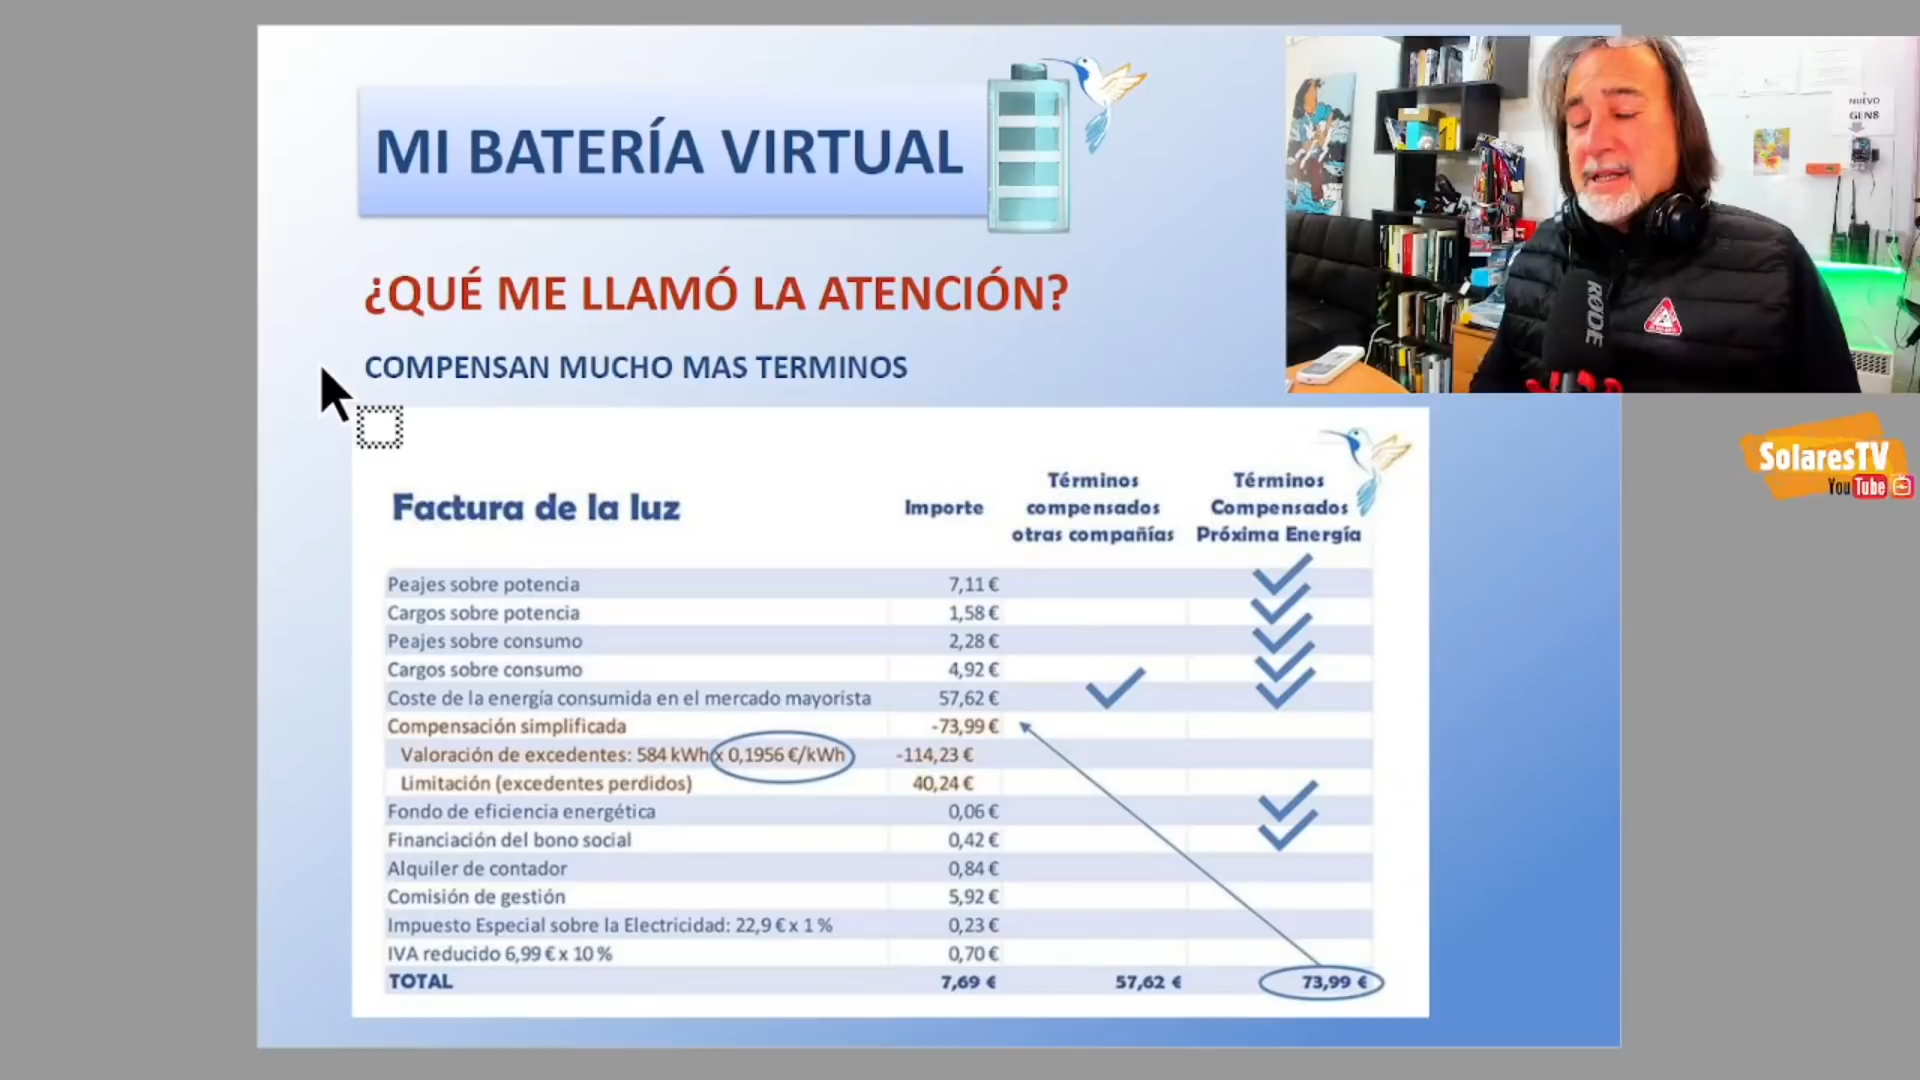 MI BATERÍA VIRTUAL
¿QUÉ ME LLAMÓ LA ATENCIÓN?
COMPENSAN MUCHO MAS TERMINOS
NUEVO
GEN8
RØDE
SolaresTV
YouTube
Factura de la luz
Importe
Términos
compensados
otras compañías
Términos
Compensados
Próxima Energía
Peajes sobre potencia 7,11 €
Cargos sobre potencia 1,58 €
Peajes sobre consumo 2,28 €
Cargos sobre consumo 4,92 €
Coste de la energía consumida en el mercado mayorista 57,62 €
Compensación simplificada -73,99 €
Valoración de excedentes: 584 kWh x 0,1956 €/kWh -114,23 €
Limitación (excedentes perdidos) 40,24 €
Fondo de eficiencia energética 0,06 €
Financiación del bono social 0,42 €
Alquiler de contador 0,84 €
Comisión de gestión 5,92 €
Impuesto Especial sobre la Electricidad: 22,9 € x 1 % 0,23 €
IVA reducido 6,99 € x 10 % 0,70 €
TOTAL 7,69 € 57,62 € 73,99 €